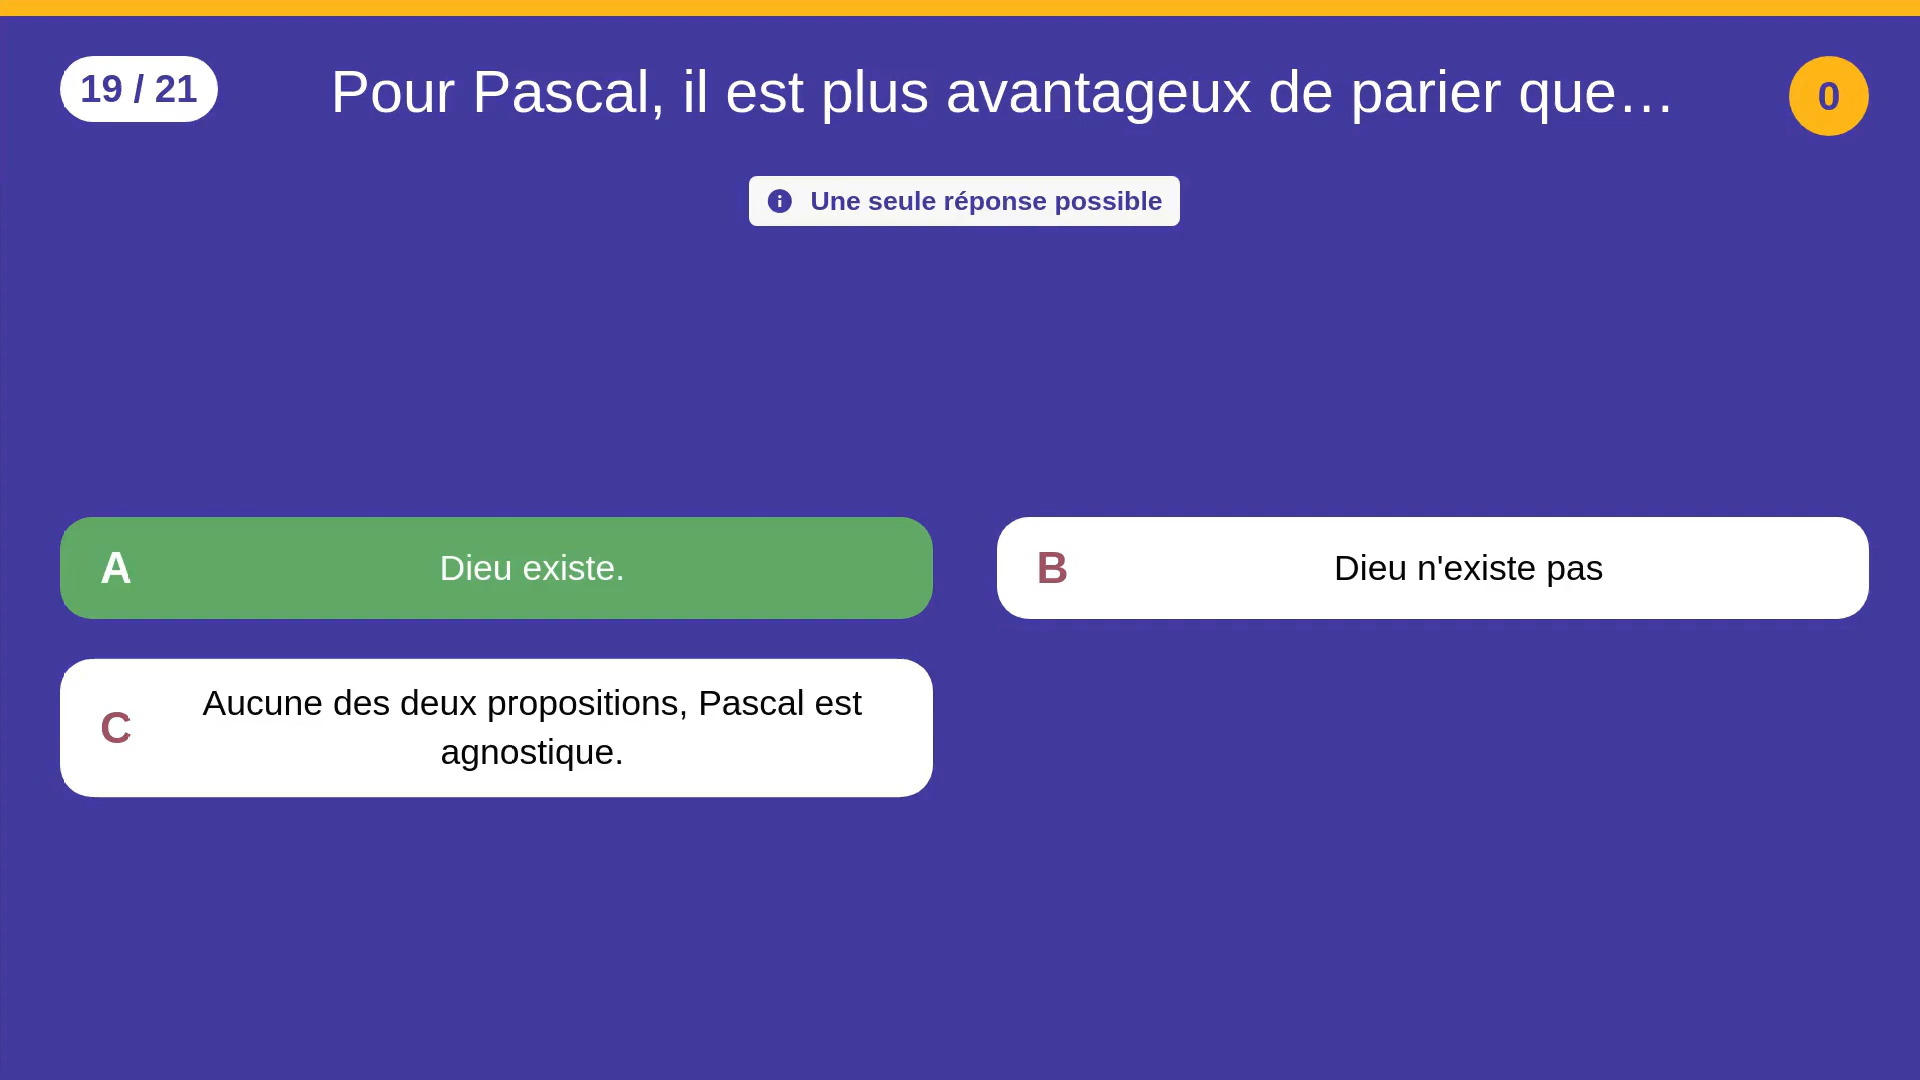 19 / 21
Pour Pascal, il est plus avantageux de parier que…
0
Une seule réponse possible
A
Dieu existe.
B
Dieu n'existe pas
C
Aucune des deux propositions, Pascal est
agnostique.